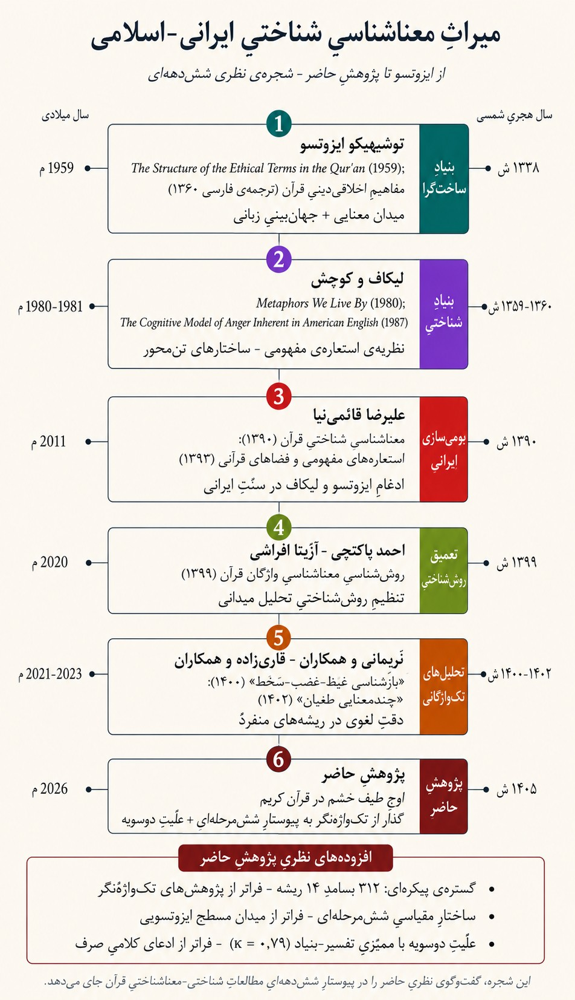 میراثِ معناشناسیِ شناختیِ ایرانی-اسلامی
از ایزوتسو تا پژوهشِ حاضر - شجره‌ی نظری شش‌دهه‌ای
سال هجریِ شمسی
سال میلادی
1
بنیادِ
ساخت‌گرا
۱۳۳۸ ش
1959 م
توشیهیکو ایزوتسو
The Structure of the Ethical Terms in the Qur'an (1959);
مفاهیمِ اخلاقی‌دینیِ قرآن (ترجمه‌ی فارسی ۱۳۶۰)
میدان معنایی + جهان‌بینیِ زبانی
2
بنیادِ
شناختیِ
۱۳۵۹-۱۳۶۰ ش
1980-1981 م
لیکاف و کوچش
Metaphors We Live By (1980);
The Cognitive Model of Anger Inherent in American English (1987)
نظریه‌ی استعاره‌ی مفهومی - ساختارهای تن‌محور
3
بومی‌سازی
ایرانیِ
۱۳۹۰ ش
2011 م
علیرضا قائمی‌نیا
معناشناسیِ شناختیِ قرآن (۱۳۹۰):
استعاره‌های مفهومی و فضاهای قرآنی (۱۳۹۳)
ادغامِ ایزوتسو و لیکاف در سنّتِ ایرانی
4
تعمیق
روش‌شناختیِ
۱۳۹۹ ش
2020 م
احمد پاکتچی - آزّیتا افراشی
روش‌شناسیِ معناشناسیِ واژگان قرآن (۱۳۹۹)
تنظیمِ روش‌شناختیِ تحلیل میدانی
5
تحلیل‌های
تک‌واژگانی
۱۴۰۰-۱۴۰۲ ش
2021-2023 م
نَریمانی و همکاران - قاری‌زاده و همکاران
«بازشناسی غیَظ-غضب-سَخَط» (۱۴۰۰):
«چندمعنایی طغیان» (۱۴۰۲)
دقتِ لغوی در ریشه‌های منفردْ
6
پژوهشِ
حاضرِ
۱۴۰۵ ش
2026 م
پژوهشِ حاضر
اوجِ طیف خشم در قرآن کریم
گذار از تک‌واژه‌نگر به پیوستارِ شش‌مرحله‌ایِ + علّیتِ دوسویه
افزوده‌های نظریِ پژوهشِ حاضر
• گستره‌ی پیکره‌ای: ۳۱۲ بسامدِ ۱۴ ریشه - فراتر از پژوهش‌های تک‌واژه‌ْنگر
• ساختارِ مقیاسیِ شش‌مرحله‌ای - فراتر از میدان مسطح ایزوتسویی
• علّیتِ دوسویه با ممیّزیِ تفسیر-بنیاد (κ = ۰,۷۹) - فراتر از ادعای کلامیِ صرف
این شجره، گفت‌وگوی نظریِ حاضر را در پیوستارِ شش‌دهه‌ایِ مطالعاتِ شناختی-معناشناختیِ قرآن جای می‌دهد.